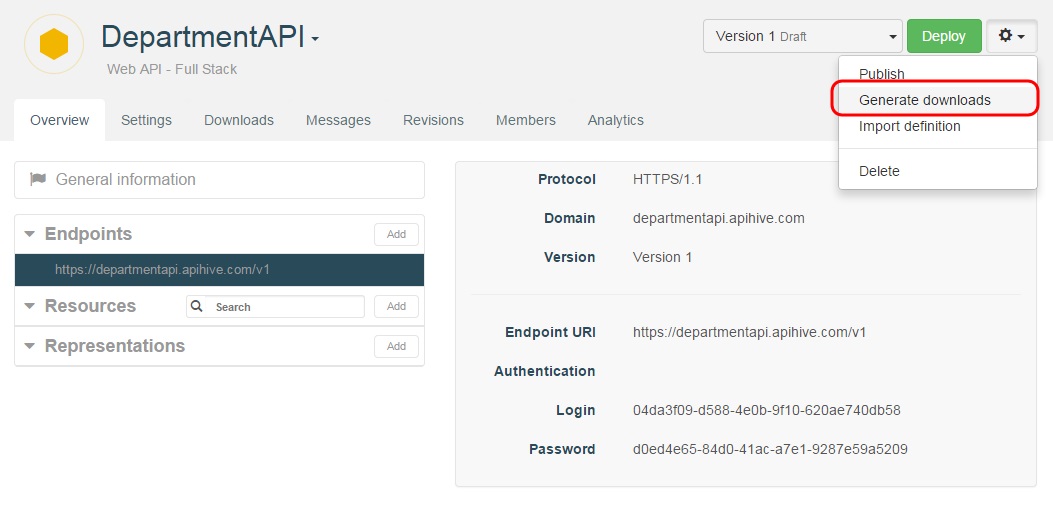 DepartmentAPI
Web API - Full Stack
Version 1 Draft
Deploy
Publish
Generate downloads
Import definition
Delete
Overview
Settings
Downloads
Messages
Revisions
Members
Analytics
General information
Endpoints
Add
https://departmentapi.apihive.com/v1
Resources
Search
Add
Representations
Add
Protocol HTTPS/1.1
Domain departmentapi.apihive.com
Version Version 1
Endpoint URI https://departmentapi.apihive.com/v1
Authentication
Login 04da3f09-d588-4e0b-9f10-620ae740db58
Password d0ed4e65-84d0-41ac-a7e1-9287e59a5209